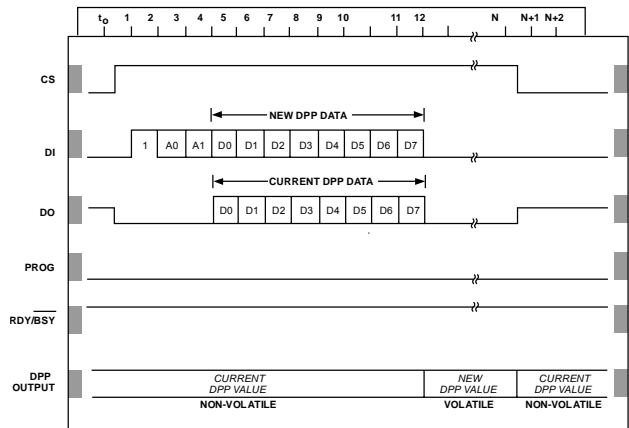 to 1 2 3 4 5 6 7 8 9 10 11 12 N N+1 N+2
CS
NEW DPP DATA
DI 1 A0 A1 D0 D1 D2 D3 D4 D5 D6 D7
CURRENT DPP DATA
DO D0 D1 D2 D3 D4 D5 D6 D7
PROG
RDY/BSY
DPP
OUTPUT
CURRENT
DPP VALUE
NON-VOLATILE
NEW
DPP VALUE
VOLATILE
CURRENT
DPP VALUE
NON-VOLATILE